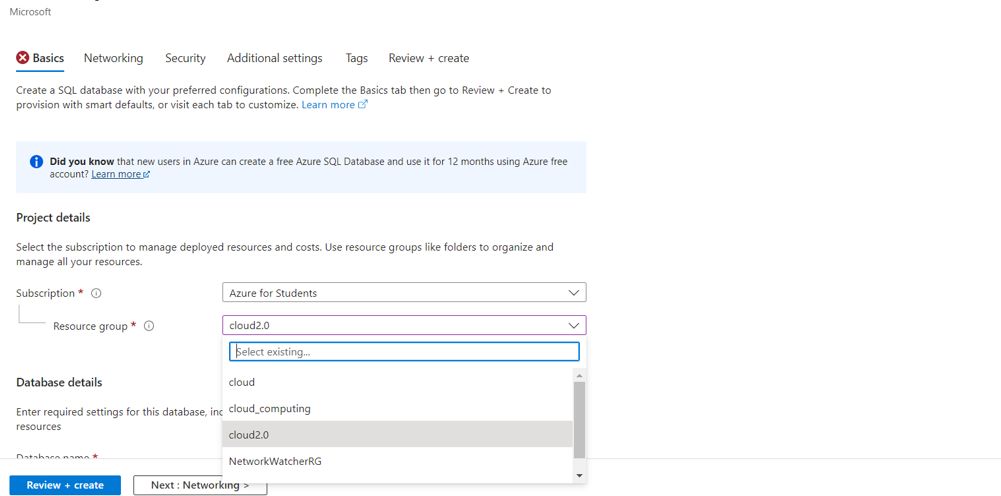 Microsoft
Basics Networking Security Additional settings Tags Review + create
Create a SQL database with your preferred configurations. Complete the Basics tab then go to Review + Create to
provision with smart defaults, or visit each tab to customize. Learn more
Did you know that new users in Azure can create a free Azure SQL Database and use it for 12 months using Azure free
account? Learn more
Project details
Select the subscription to manage deployed resources and costs. Use resource groups like folders to organize and
manage all your resources.
Subscription * Azure for Students
Resource group * cloud2.0
Select existing...
cloud
Database details
cloud_computing
Enter required settings for this database, inc
resources
cloud2.0
Database name *
NetworkWatcherRG
Review + create Next : Networking >